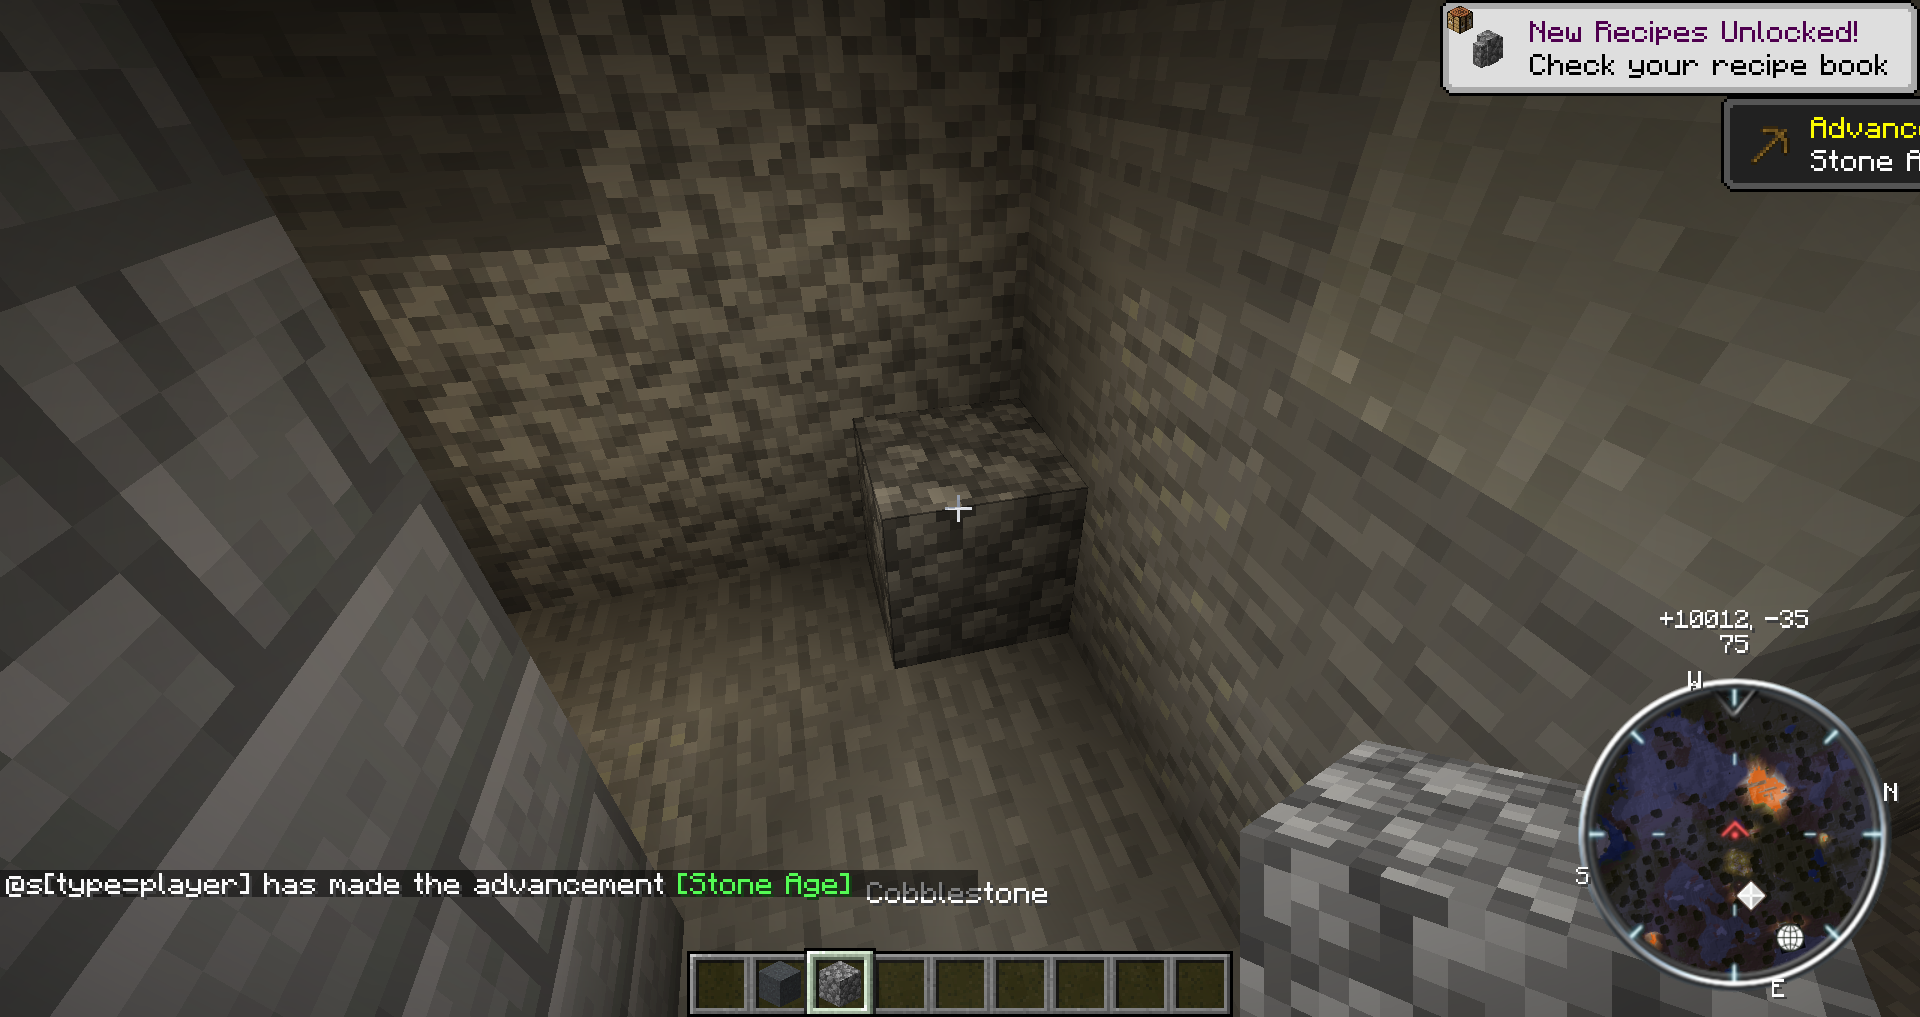 New Recipes Unlocked!
Check your recipe book
Advanc
Stone A
+10012, -35
75
W
N
S
E
@s[type=player] has made the advancement [Stone Age]
Cobblestone